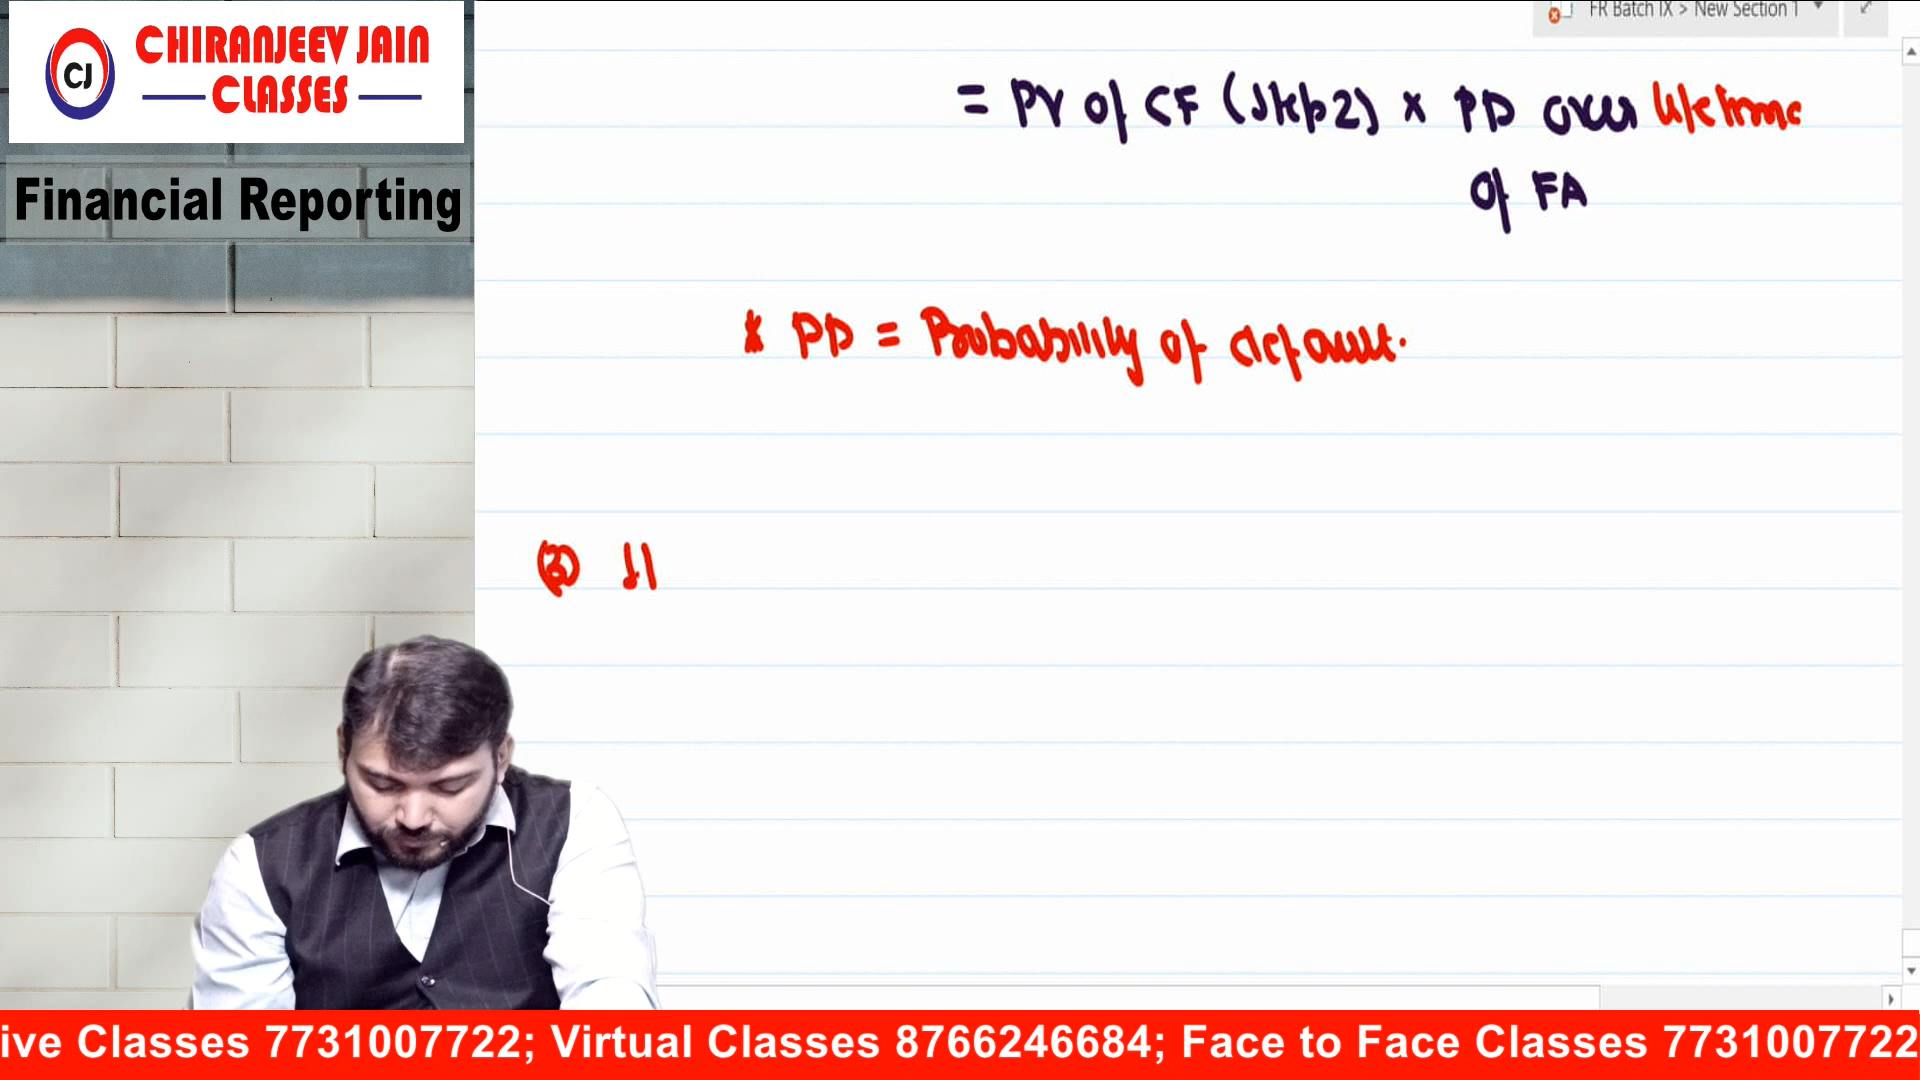 CHIRANJEEV JAIN
CJ
CLASSES
Financial Reporting
FR Batch IX > New Section 1
= PV of CF (Step 2) × PD over lifetime
of FA
* PD = Probability of default.
ive Classes 7731007722; Virtual Classes 8766246684; Face to Face Classes 7731007722